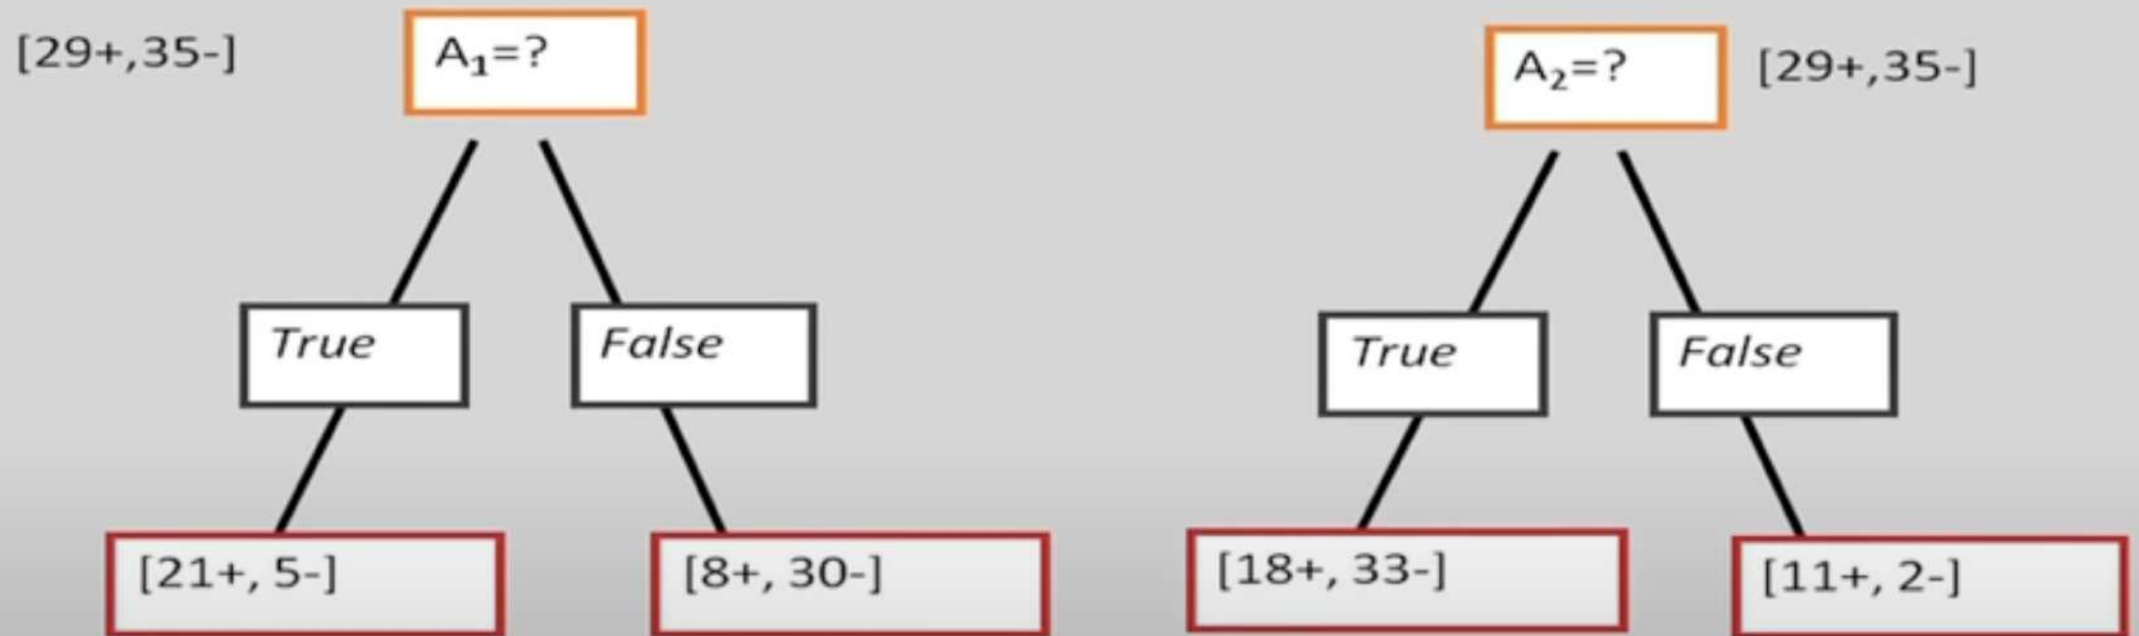 [29+,35-]
A₁=?
True
False
[21+, 5-]
[8+, 30-]
A₂=?
[29+,35-]
True
False
[18+, 33-]
[11+, 2-]